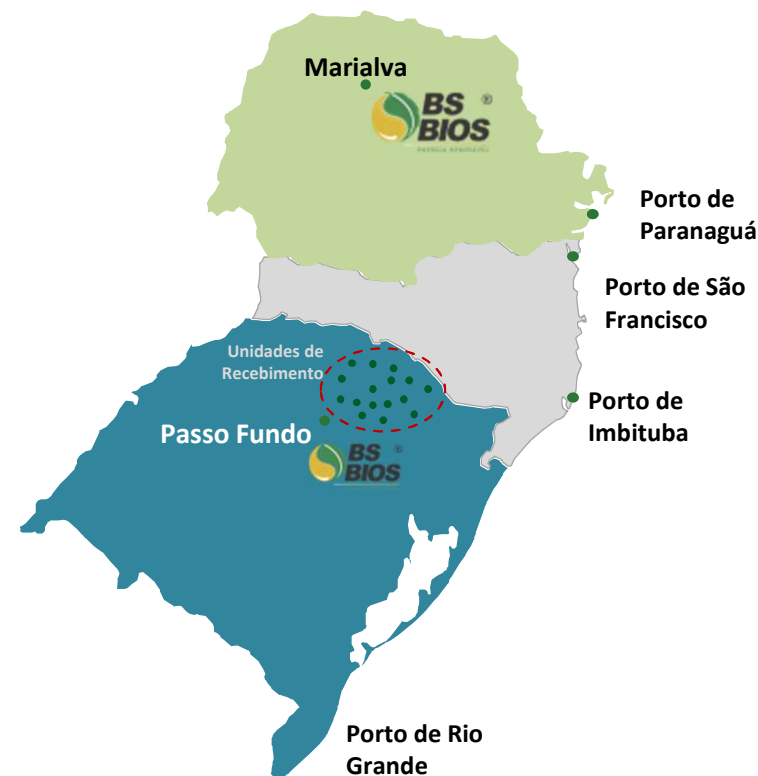 Marialva
BS
BIOS
®
Porto de
Paranaguá
Porto de São
Francisco
Unidades de
Recebimento
Porto de
Imbituba
Passo Fundo
BS
BIOS
Porto de Rio
Grande